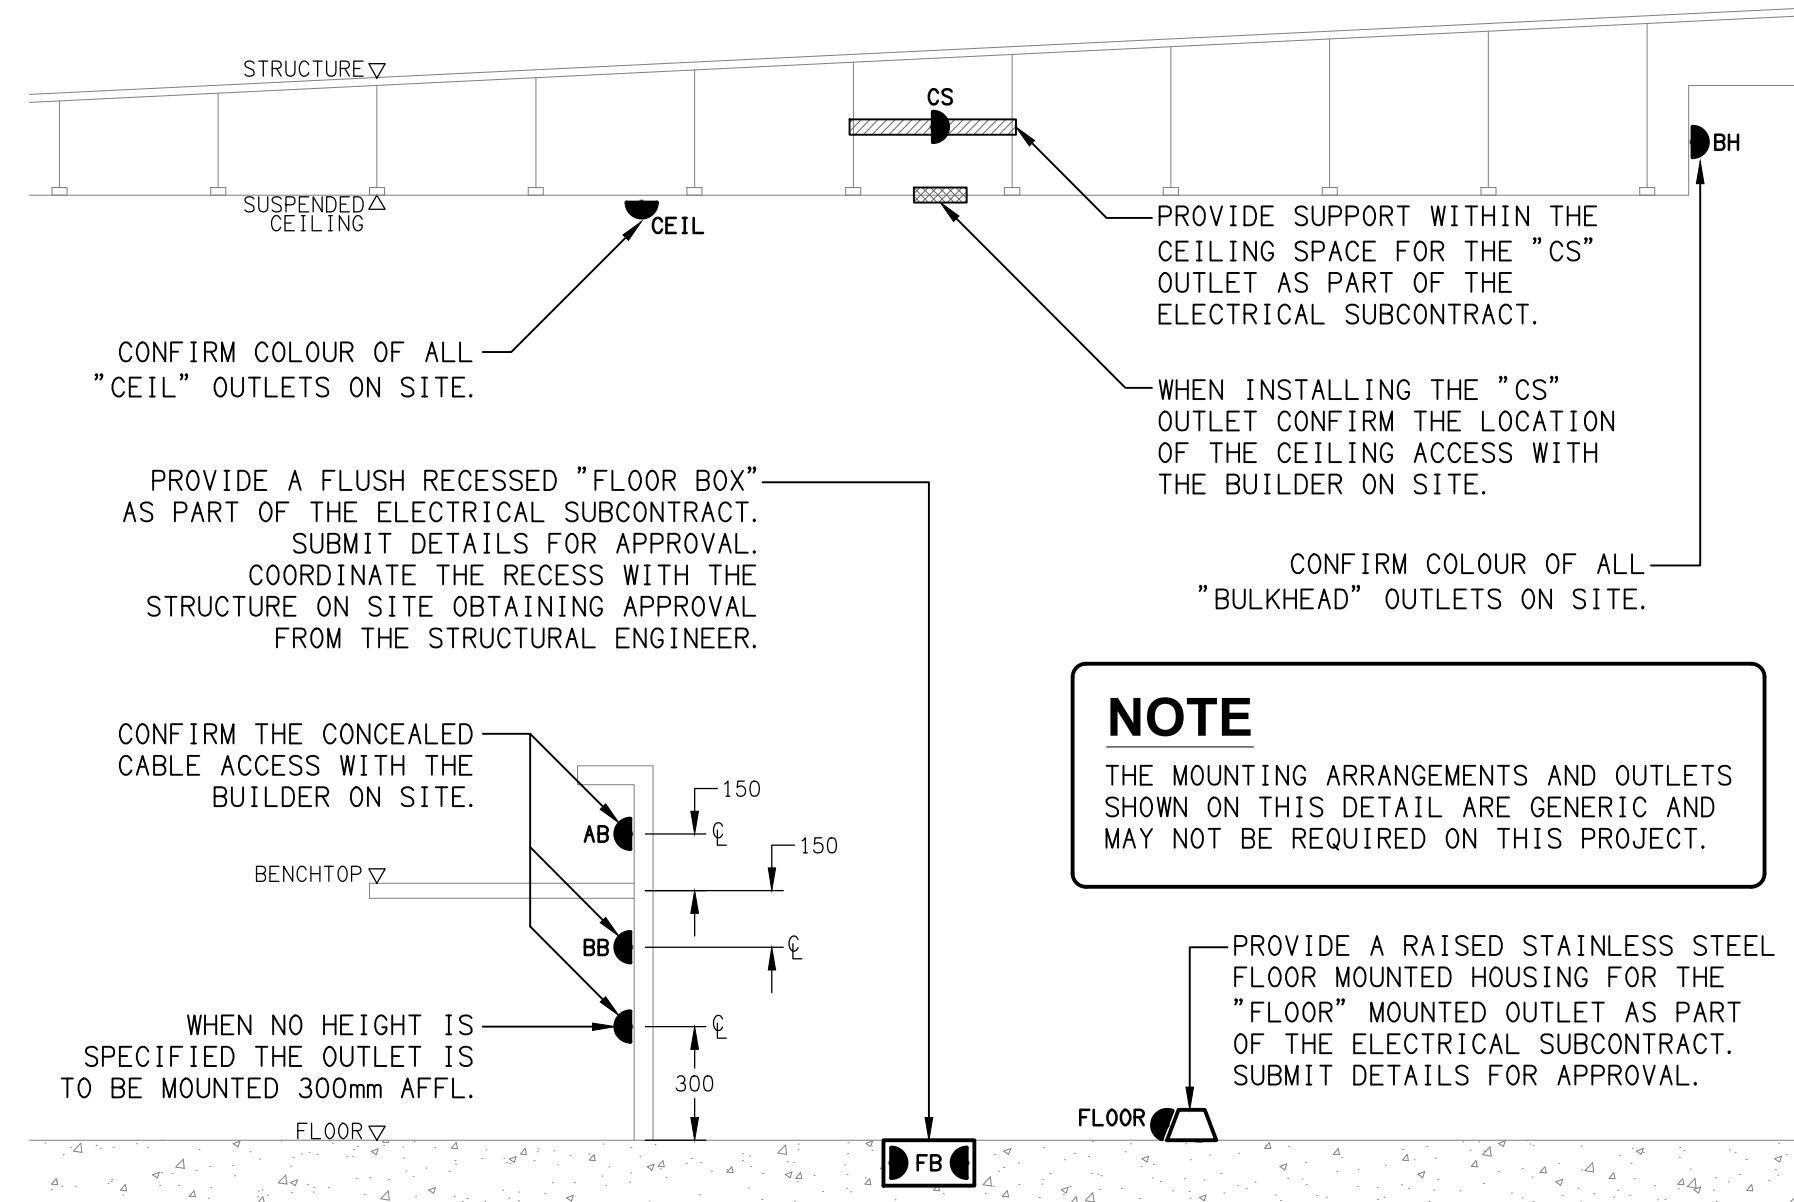 STRUCTURE
CS
BH
SUSPENDED
CEILING
CEIL
PROVIDE SUPPORT WITHIN THE
CEILING SPACE FOR THE "CS"
OUTLET AS PART OF THE
ELECTRICAL SUBCONTRACT.
CONFIRM COLOUR OF ALL
"CEIL" OUTLETS ON SITE.
WHEN INSTALLING THE "CS"
OUTLET CONFIRM THE LOCATION
OF THE CEILING ACCESS WITH
THE BUILDER ON SITE.
PROVIDE A FLUSH RECESSED "FLOOR BOX"
AS PART OF THE ELECTRICAL SUBCONTRACT.
SUBMIT DETAILS FOR APPROVAL.
COORDINATE THE RECESS WITH THE
STRUCTURE ON SITE OBTAINING APPROVAL
FROM THE STRUCTURAL ENGINEER.
CONFIRM COLOUR OF ALL
"BULKHEAD" OUTLETS ON SITE.
NOTE
THE MOUNTING ARRANGEMENTS AND OUTLETS
SHOWN ON THIS DETAIL ARE GENERIC AND
MAY NOT BE REQUIRED ON THIS PROJECT.
CONFIRM THE CONCEALED
CABLE ACCESS WITH THE
BUILDER ON SITE.
150
AB
℄
150
BENCHTOP
BB
℄
WHEN NO HEIGHT IS
SPECIFIED THE OUTLET IS
TO BE MOUNTED 300mm AFFL.
℄
300
FLOOR
PROVIDE A RAISED STAINLESS STEEL
FLOOR MOUNTED HOUSING FOR THE
"FLOOR" MOUNTED OUTLET AS PART
OF THE ELECTRICAL SUBCONTRACT.
SUBMIT DETAILS FOR APPROVAL.
FLOOR
FB